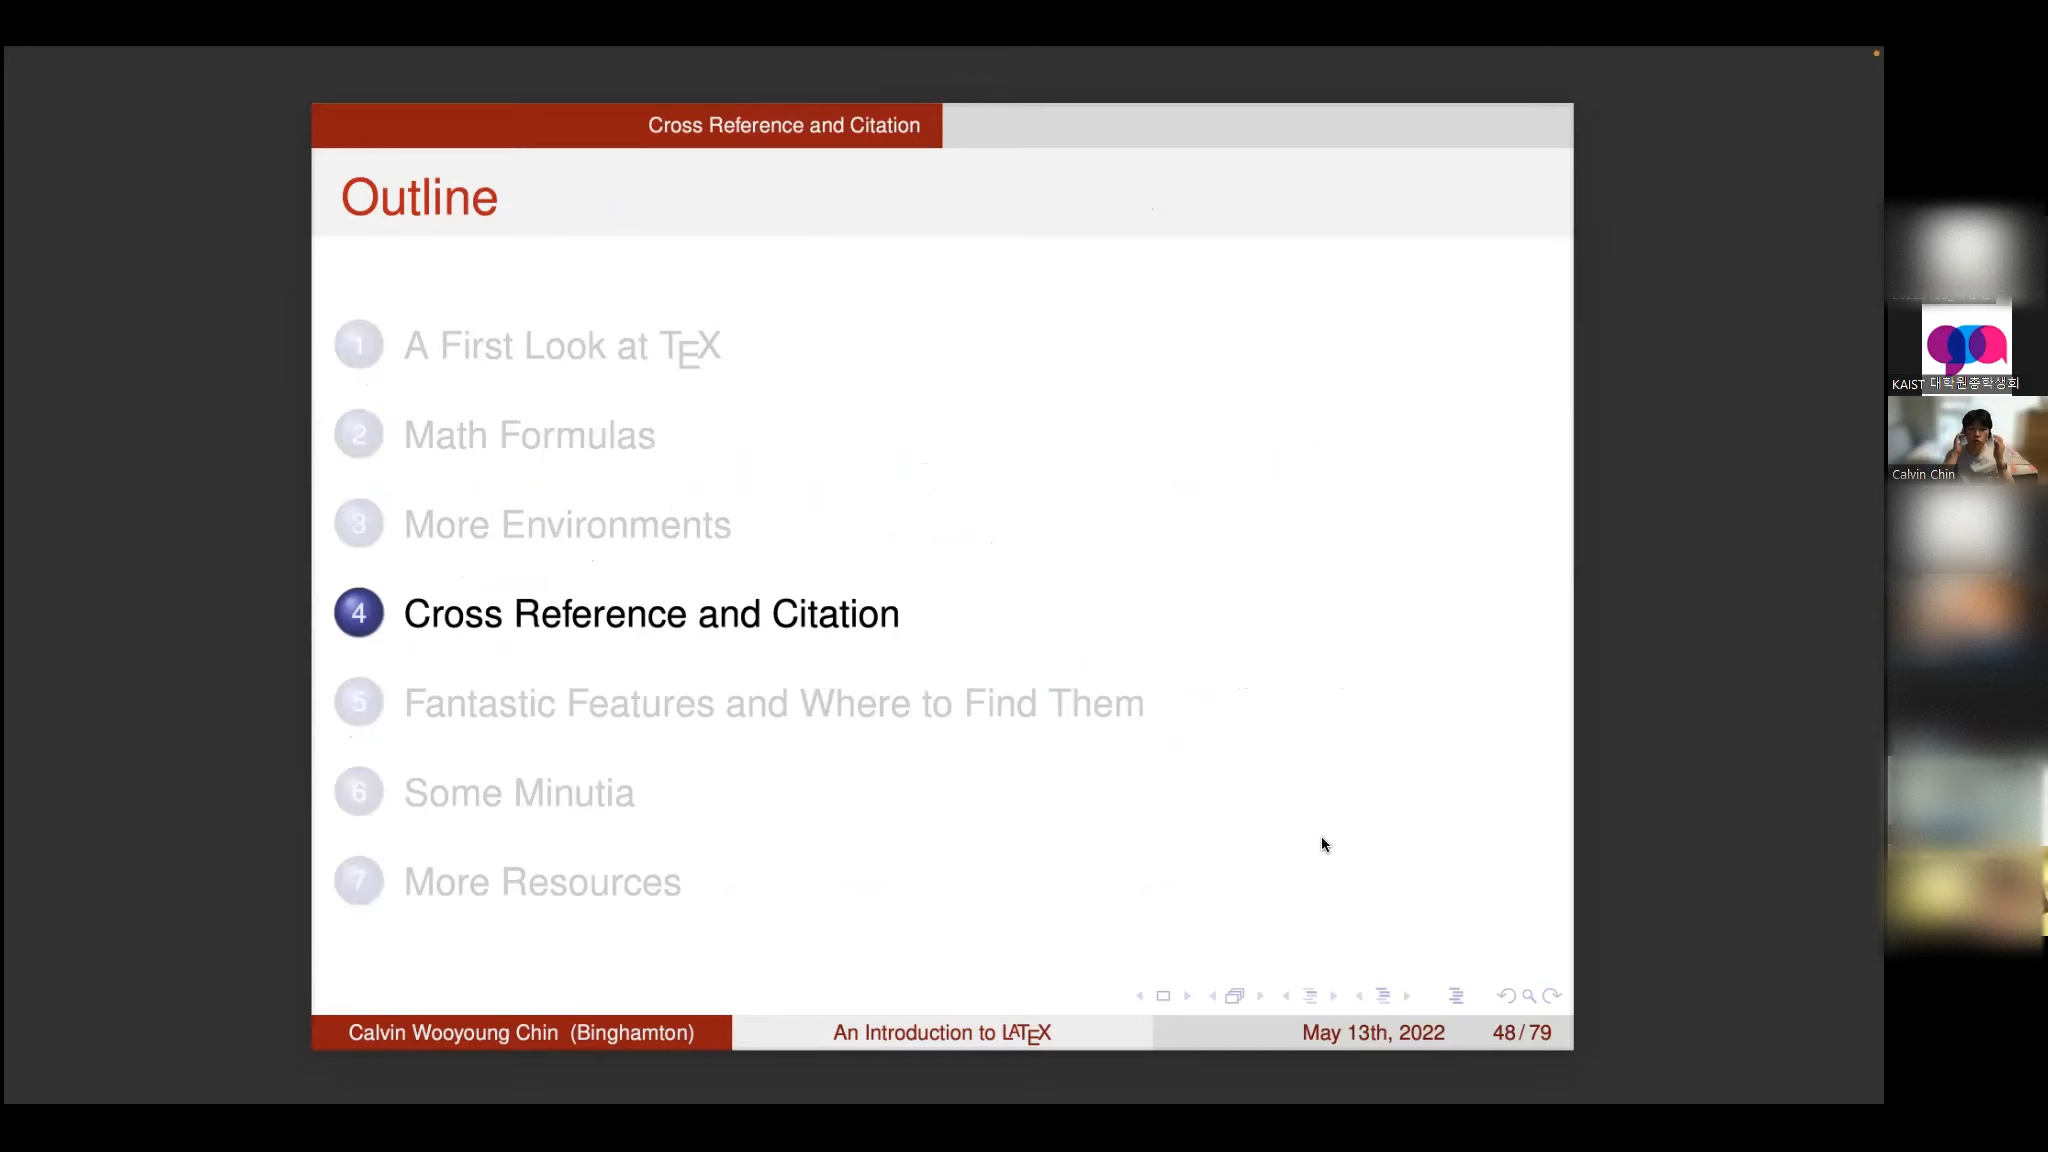 Cross Reference and Citation
Outline
1 A First Look at TEX
2 Math Formulas
3 More Environments
4 Cross Reference and Citation
5 Fantastic Features and Where to Find Them
6 Some Minutia
7 More Resources
Calvin Wooyoung Chin (Binghamton)
An Introduction to LATEX
May 13th, 2022
48/79
KAIST 대학원총학생회
Calvin Chin